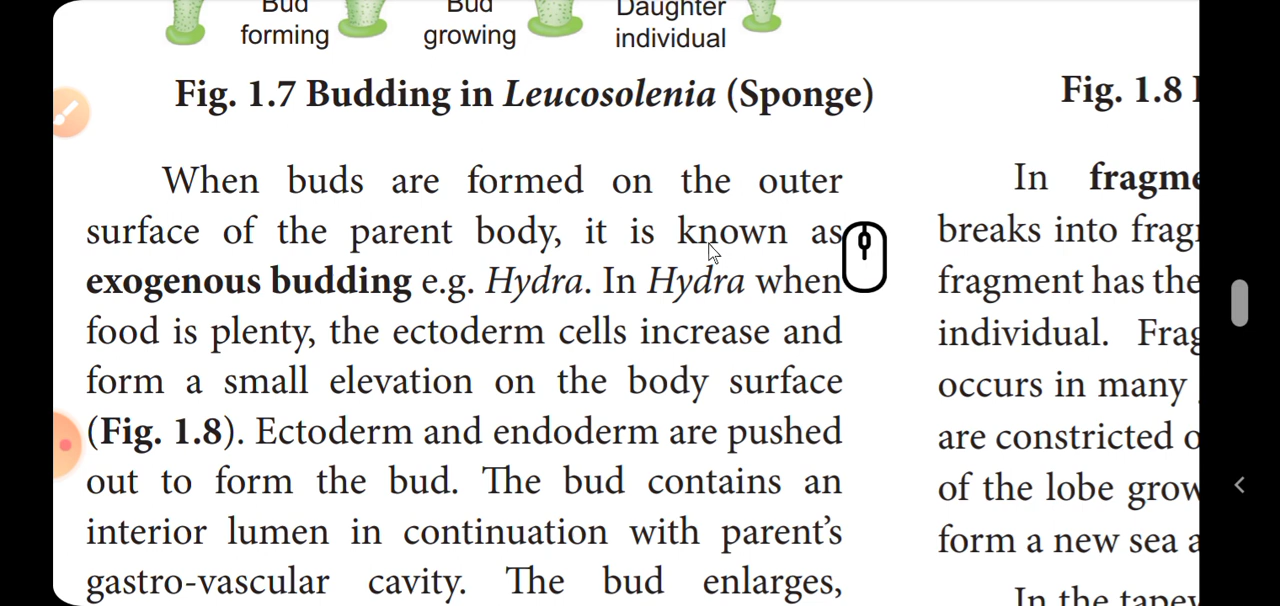 Bud
forming
Bud
growing
Daughter
individual
Fig. 1.7 Budding in Leucosolenia (Sponge)
When buds are formed on the outer
surface of the parent body, it is known as
exogenous budding e.g. Hydra. In Hydra when
food is plenty, the ectoderm cells increase and
form a small elevation on the body surface
(Fig. 1.8). Ectoderm and endoderm are pushed
out to form the bud. The bud contains an
interior lumen in continuation with parent's
gastro-vascular cavity. The bud enlarges,
Fig. 1.8
In
breaks into
fragment has the
individual.
occurs in many
are constricted
of the lobe
form a new sea
In the